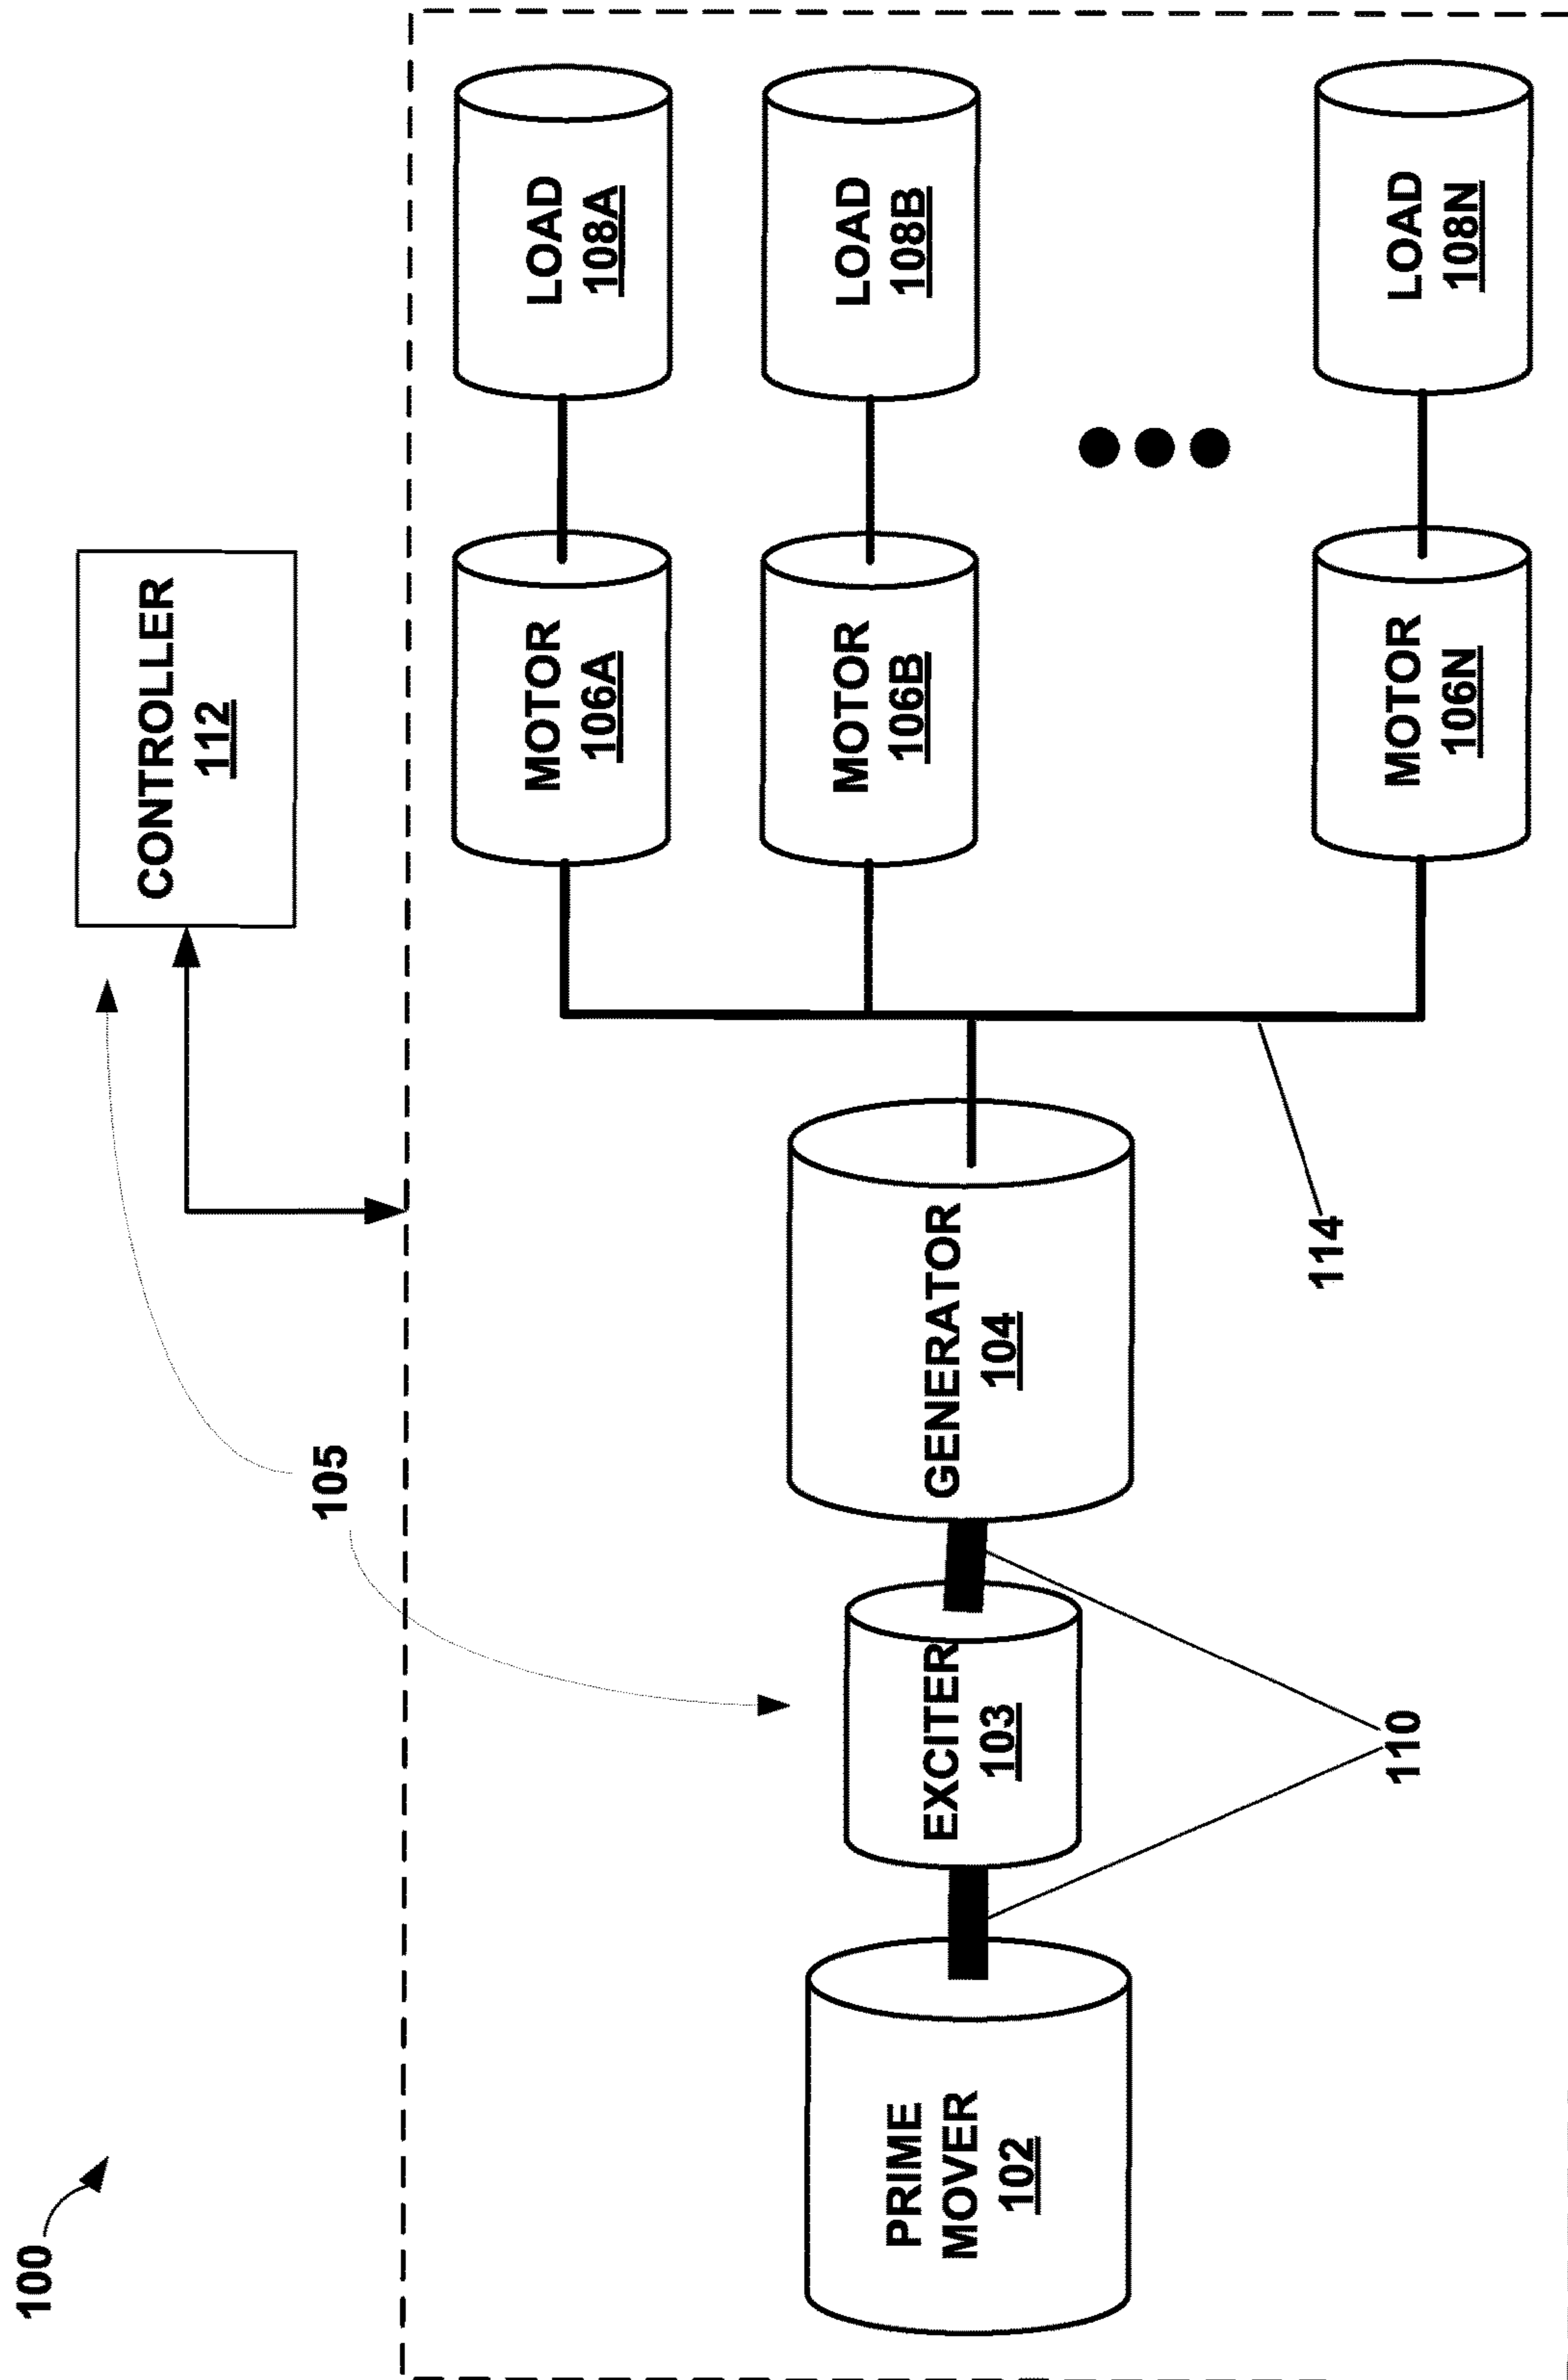 100
CONTROLLER
112
105
PRIME
MOVER
102
EXCITER
103
GENERATOR
104
110
114
MOTOR
106A
LOAD
108A
MOTOR
106B
LOAD
108B
MOTOR
106N
LOAD
108N